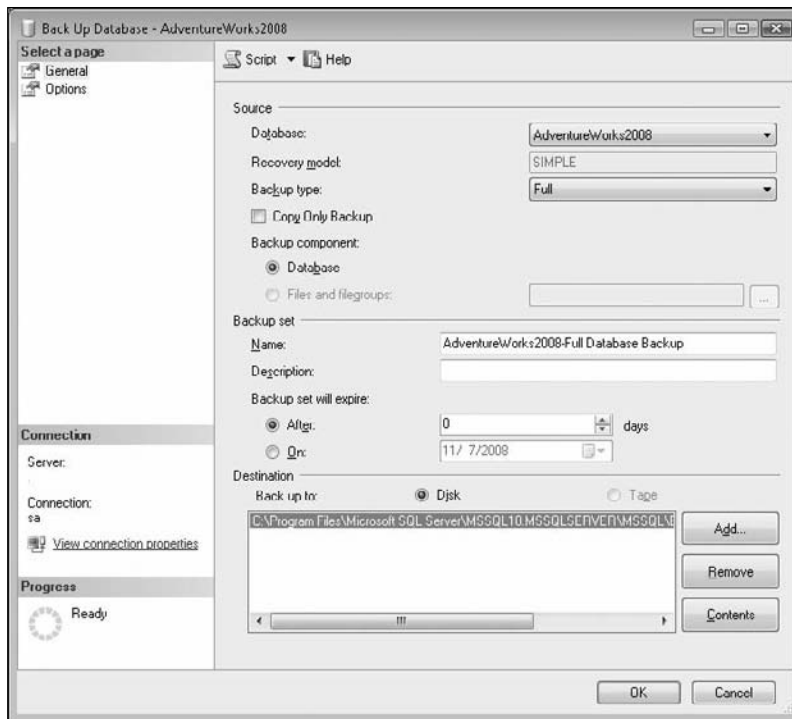 Back Up Database - AdventureWorks2008
Select a page
General
Options
Script
Help
Source
Database:
AdventureWorks2008
Recovery model:
SIMPLE
Backup type:
Full
Copy Only Backup
Backup component:
Database
Files and filegroups:
...
Backup set
Name:
AdventureWorks2008-Full Database Backup
Description:
Backup set will expire:
After:
0
days
On:
11/ 7/2008
Destination
Back up to:
Disk
Tape
C:\Program Files\Microsoft SQL Server\MSSQL10.MSSQLSERVER\MSSQL\
Add...
Remove
Contents
Connection
Server:
Connection:
sa
View connection properties
Progress
Ready
OK
Cancel